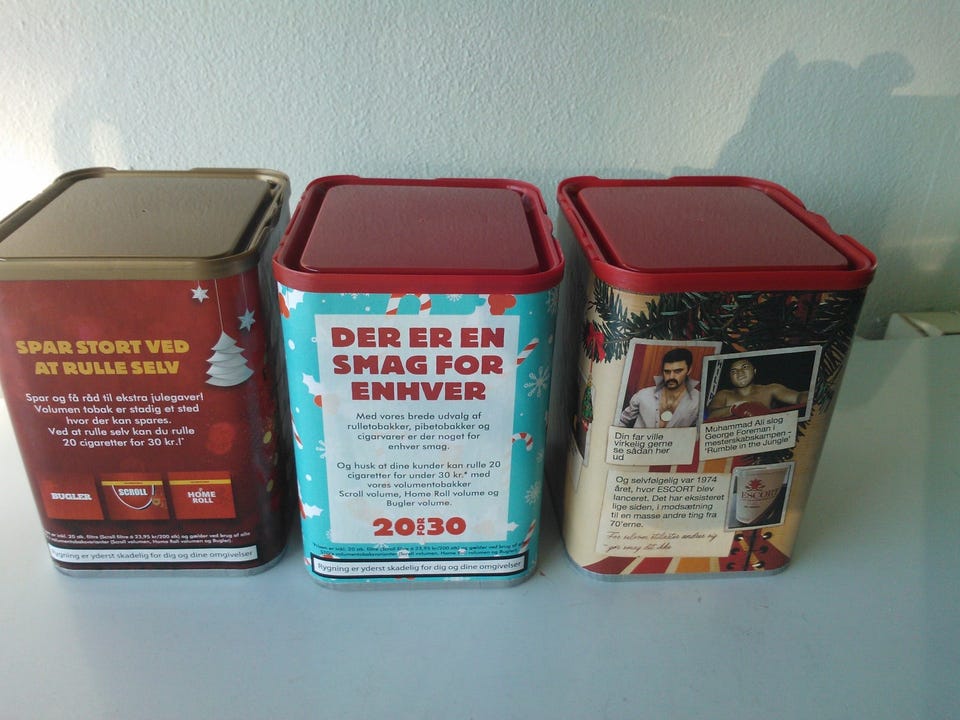 SPAR STORT VED
AT RULLE SELV
Spar og få råd til ekstra julegaver!
Volumen tobak er stadig et sted
hvor der kan spares.
Ved at rulle selv kan du rulle
20 cigaretter for 30 kr.!*
BUGLER
SCROLL
HOME
ROLL
Rygning er yderst skadelig for dig og dine omgivelser
DER ER EN
SMAG FOR
ENHVER
Med vores brede udvalg af
rulletobakker, pibetobakker og
cigarvarer er der noget for
enhver smag.
Og husk at dine kunder kan rulle 20
cigaretter for under 30 kr.* med
vores volumentobakker
Scroll volume, Home Roll volume og
Bugler volume.
20 FOR 30
Rygning er yderst skadelig for dig og dine omgivelser
Din far ville
virkelig gerne
se sådan her
ud
Muhammad Ali slog
George Foreman i
mesterskabskampen -
'Rumble in the Jungle'
Og selvfølgelig var 1974
året, hvor ESCORT blev
lanceret. Det har eksisteret
lige siden, i modsætning
til en masse andre ting fra
70'erne.
ESCORT